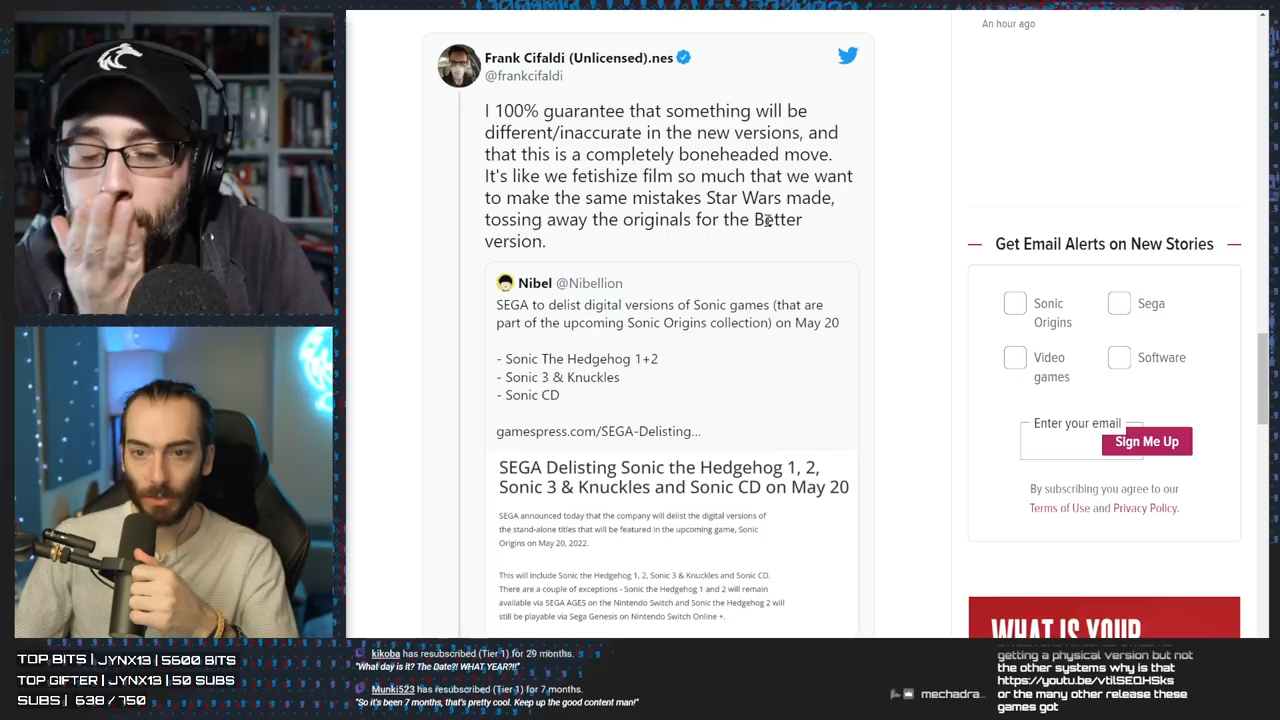 An hour ago
Frank Cifaldi (Unlicensed).nes
@frankcifaldi
I 100% guarantee that something will be
different/inaccurate in the new versions, and
that this is a completely boneheaded move.
It's like we fetishize film so much that we want
to make the same mistakes Star Wars made,
tossing away the originals for the Better
version.
Nibel @Nibellion
SEGA to delist digital versions of Sonic games (that are
part of the upcoming Sonic Origins collection) on May 20
- Sonic The Hedgehog 1+2
- Sonic 3 & Knuckles
- Sonic CD
gamespress.com/SEGA-Delisting...
SEGA Delisting Sonic the Hedgehog 1, 2,
Sonic 3 & Knuckles and Sonic CD on May 20
SEGA announced today that the company will delist the digital versions of
the stand-alone titles that will be featured in the upcoming game, Sonic
Origins on May 20, 2022.
This will include Sonic the Hedgehog 1, 2, Sonic 3 & Knuckles and Sonic CD.
There are a couple of exceptions - Sonic the Hedgehog 1 and 2 will remain
available via SEGA AGES on the Nintendo Switch and Sonic the Hedgehog 2 will
still be playable via Sega Genesis on Nintendo Switch Online +.
Get Email Alerts on New Stories
Sonic
Origins
Sega
Video
games
Software
Enter your email
Sign Me Up
By subscribing you agree to our
Terms of Use and Privacy Policy.
WHAT IS YOUR
TOP BITS | JYNX13 | 5600 BITS
TOP GIFTER | JYNX13 | 50 SUBS
SUBS | 638 / 750
kikoba has resubscribed (Tier 1) for 29 months.
"What day is it? The Date?! WHAT YEAR?!!"
Munki523 has resubscribed (Tier 1) for 7 months.
"So it's been 7 months, that's pretty cool. Keep up the good content man!"
mechadra...
getting a physical version but not
the other systems why is that
or the many other release these
games got